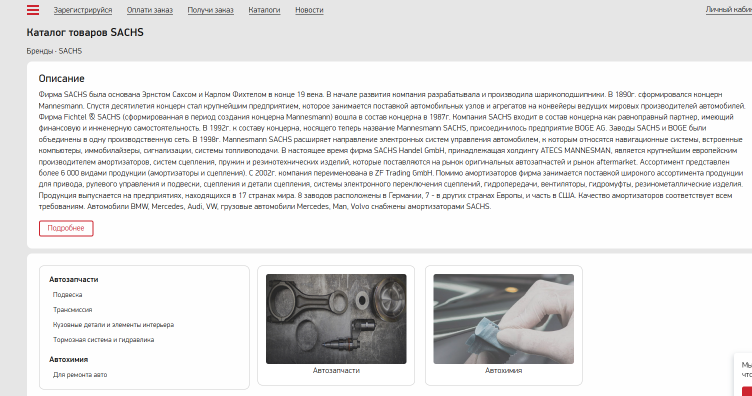 Зарегистрируйся Оплати заказ Получи заказ Каталоги Новости Личный
Каталог товаров SACHS
Бренды - SACHS
Описание
Фирма SACHS была основана Эрнстом Сахсом и Карлом Фихтелем в конце 19 века. В начале развития компания разрабатывала и производила шарикоподшипники. В 1890г. сформировался концерн
Mannesmann. Спустя десятилетия концерн стал крупнейшим предприятием, которое занимается поставкой автомобильных узлов и агрегатов на конвейеры ведущих мировых производителей автомобилей.
Фирма Fichtel & SACHS (сформированная в период создания концерна Mannesmann) вошла в состав концерна в 1987г. Компания SACHS входит в состав концерна как равноправный партнер, имеющий
финансовую и инженерную самостоятельность. В 1992г. к составу концерна, носящего теперь название Mannesmann SACHS, присоединилось предприятие BOGE AG. Заводы SACHS и BOGE были
объединены в одну производственную сеть. В 1998г. Mannesmann SACHS расширяет направление электронных систем управления автомобилем, к которым относятся навигационные системы, встроенные
компьютеры, иммобилайзеры, сигнализации, системы топливоподачи. В настоящее время фирма SACHS Handel GmbH, принадлежащая холдингу ATECS MANNESMAN, является крупнейшим европейским
производителем амортизаторов, систем сцепления, пружин и резинотехнических изделий, которые поставляются на рынок оригинальных автозапчастей и рынок aftermarket. Ассортимент представлен
более 6 000 видами продукции (амортизаторы и сцепления). С 2002г. компания переименована в ZF Trading GmbH. Помимо амортизаторов фирма занимается поставкой широкого ассортимента продукции
для привода, рулевого управления и подвески, сцепления и детали сцепления, системы электронного переключения сцеплений, гидропередачи, вентиляторы, гидромуфты, резинометаллические изделия.
Продукция выпускается на предприятиях, находящихся в 17 странах мира. 8 заводов расположены в Германии, 7 - в других странах Европы, и часть в США. Качество амортизаторов соответствует всем
требованиям. Автомобили BMW, Mercedes, Audi, VW, грузовые автомобили Mercedes, Man, Volvo снабжены амортизаторами SACHS.
Подробнее
Автозапчасти
Подвеска
Трансмиссия
Кузовные детали и элементы интерьера
Тормозная система и гидравлика
Автохимия
Для ремонта авто
Автозапчасти
Автохимия
Мы
что